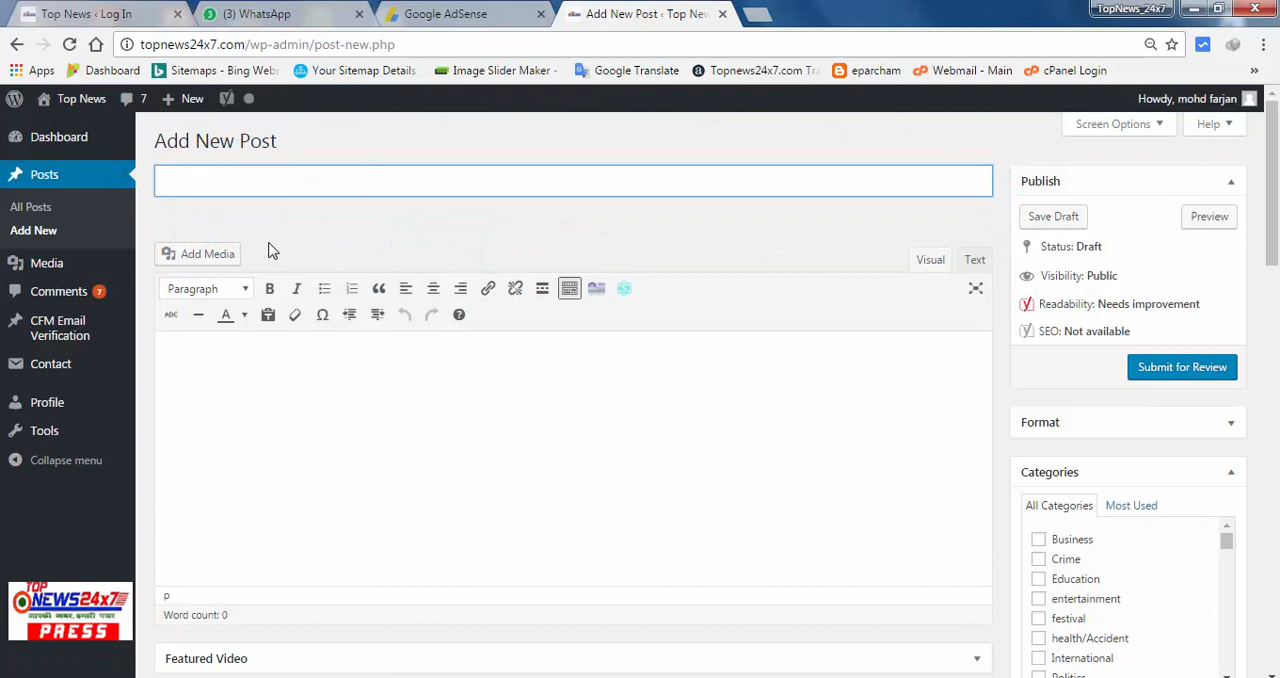 Top News ‹ Log In
(3) WhatsApp
Google AdSense
Add New Post ‹ Top New
TopNews_24x7
topnews24x7.com/wp-admin/post-new.php
Apps
Dashboard
Sitemaps - Bing Web
Your Sitemap Details
Image Slider Maker -
Google Translate
Topnews24x7.com Tra
eparcham
Webmail - Main
cPanel Login
Top News
7
New
Howdy, mohd farjan
Dashboard
Posts
All Posts
Add New
Media
Comments 7
CFM Email
Verification
Contact
Profile
Tools
Collapse menu
TOP
NEWS24x7
आपकी खबर, हमारी नजर
PRESS
Screen Options
Help
Add New Post
Add Media
Visual
Text
Paragraph
B I
ABC
A
p
Word count: 0
Featured Video
Publish
Save Draft
Preview
Status: Draft
Visibility: Public
Readability: Needs improvement
SEO: Not available
Submit for Review
Format
Categories
All Categories
Most Used
Business
Crime
Education
entertainment
festival
health/Accident
International